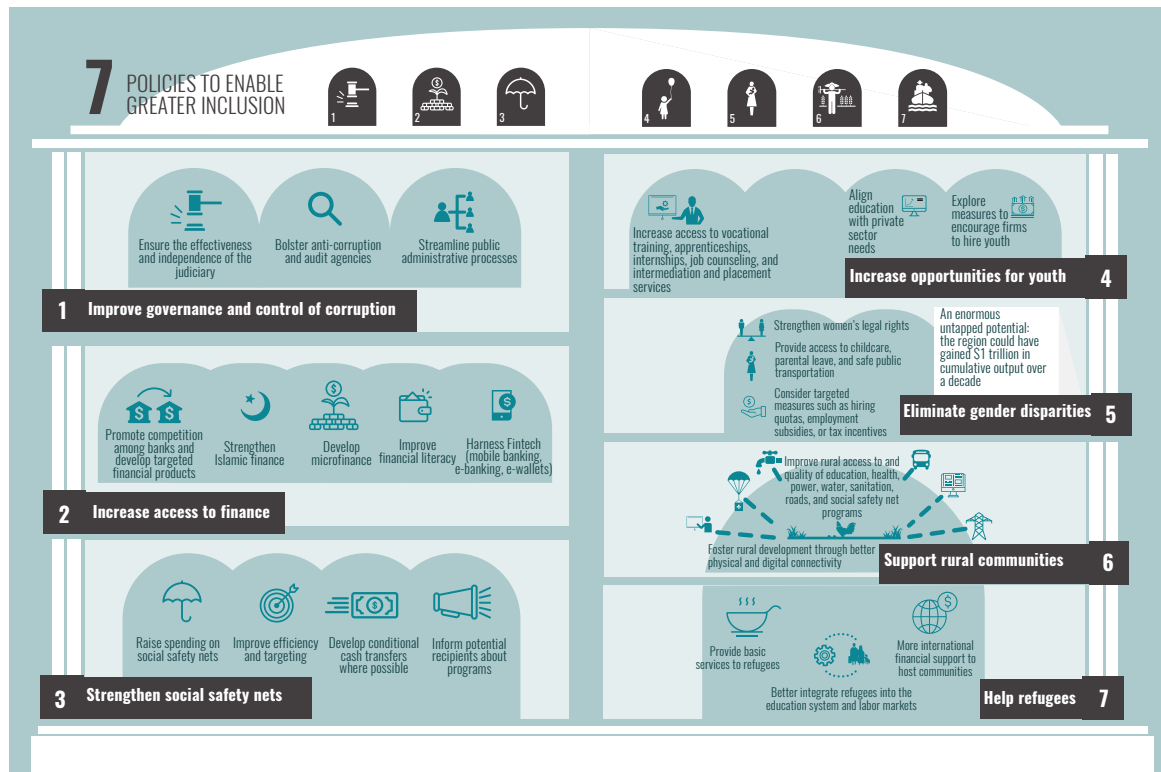 7
POLICIES TO ENABLE
GREATER INCLUSION
1
$
2
3
4
5
6
7
Ensure the effectiveness
and independence of the
judiciary
Bolster anti-corruption
and audit agencies
Streamline public
administrative processes
1
Improve governance and control of corruption
$
$
Promote competition
among banks and
develop targeted
financial products
Strengthen
Islamic finance
$
Develop
microfinance
Improve
financial literacy
$
Harness Fintech
(mobile banking,
e-banking, e-wallets)
2
Increase access to finance
Raise spending on
social safety nets
Improve efficiency
and targeting
$
Develop conditional
cash transfers
where possible
Inform potential
recipients about
programs
3
Strengthen social safety nets
Increase access to vocational
training, apprenticeships,
internships, job counseling, and
intermediation and placement
services
Align
education
with private
sector
needs
Explore
measures to
encourage firms
to hire youth
$
Increase opportunities for youth
4
Strengthen women's legal rights
Provide access to childcare,
parental leave, and safe public
transportation
$
Consider targeted
measures such as hiring
quotas, employment
subsidies, or tax incentives
An enormous
untapped potential:
the region could have
gained $1 trillion in
cumulative output over
a decade
Eliminate gender disparities
5
Improve rural access to and
quality of education, health,
power, water, sanitation,
roads, and social safety net
programs
Foster rural development through better
physical and digital connectivity
Support rural communities
6
Provide basic
services to refugees
Better integrate refugees into the
education system and labor markets
$
More international
financial support to
host communities
Help refugees
7